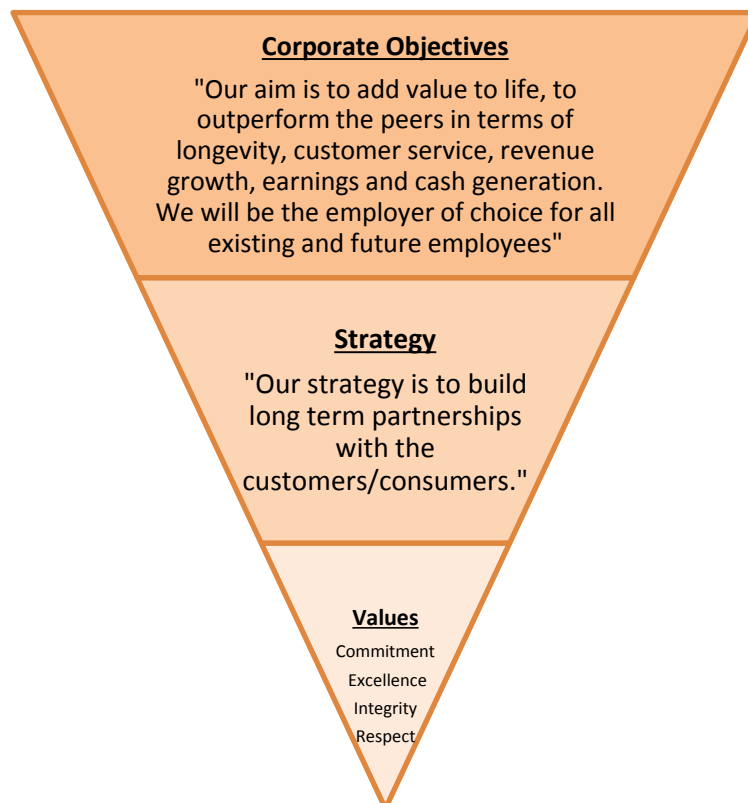 Corporate Objectives
"Our aim is to add value to life, to
outperform the peers in terms of
longevity, customer service, revenue
growth, earnings and cash generation.
We will be the employer of choice for all
existing and future employees"
Strategy
"Our strategy is to build
long term partnerships
with the
customers/consumers."
Values
Commitment
Excellence
Integrity
Respect